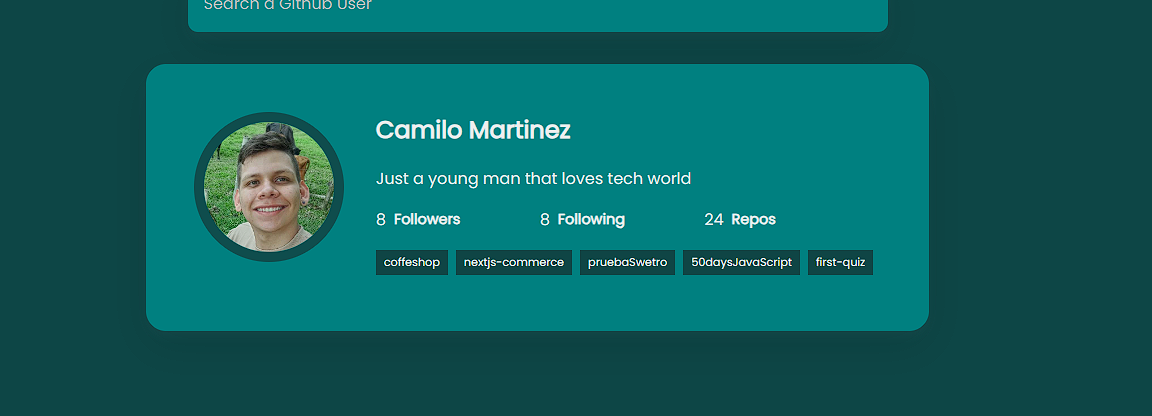 Search a Github User
Camilo Martinez
Just a young man that loves tech world
8 Followers 8 Following 24 Repos
coffeshop nextjs-commerce pruebaSwetro 50daysJavaScript first-quiz